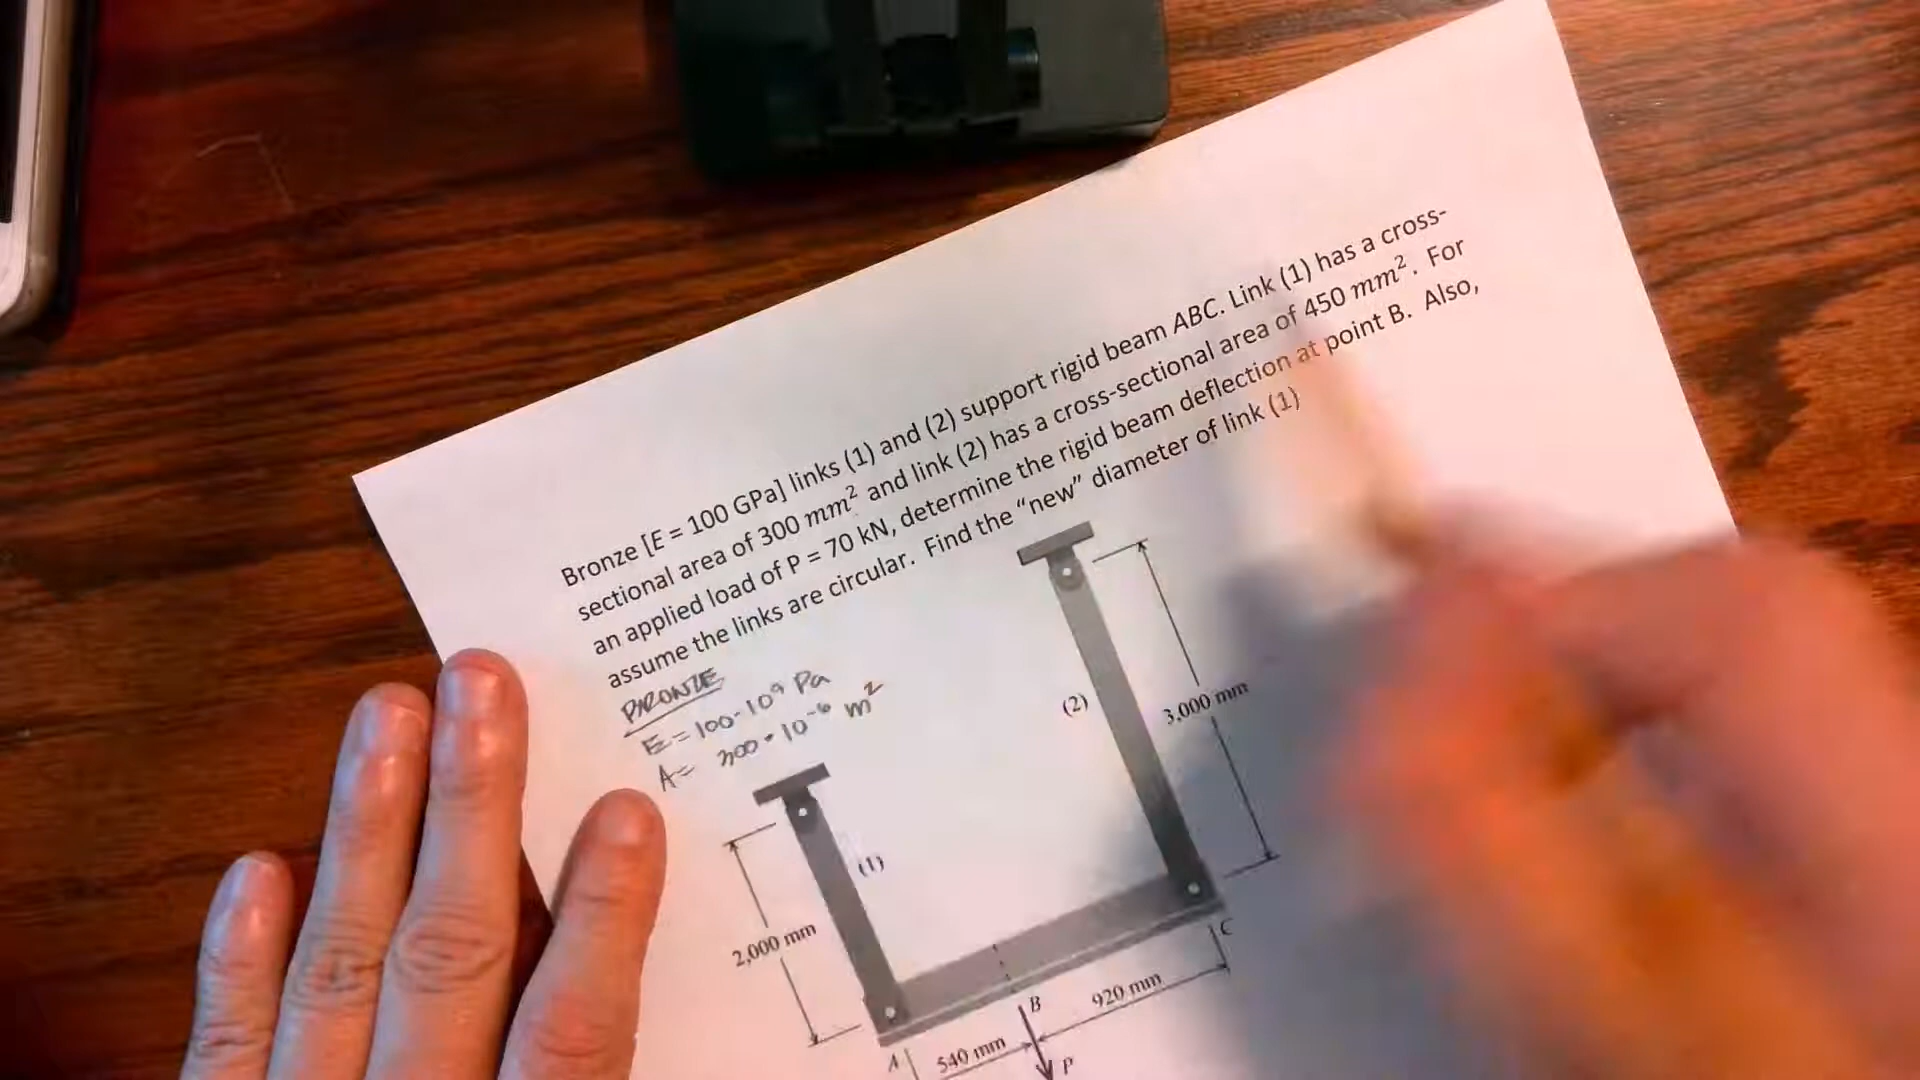 Bronze [E = 100 GPa] links (1) and (2) support rigid beam ABC. Link (1) has a cross-
sectional area of 300 mm² and link (2) has a cross-sectional area of 450 mm². For
an applied load of P = 70 kN, determine the rigid beam deflection at point B. Also,
assume the links are circular. Find the “new” diameter of link (1)
BRONZE
E = 100·10⁹ Pa
A = 300·10⁻⁶ m²
(2)
3,000 mm
(1)
2,000 mm
C
B
920 mm
A
540 mm
P